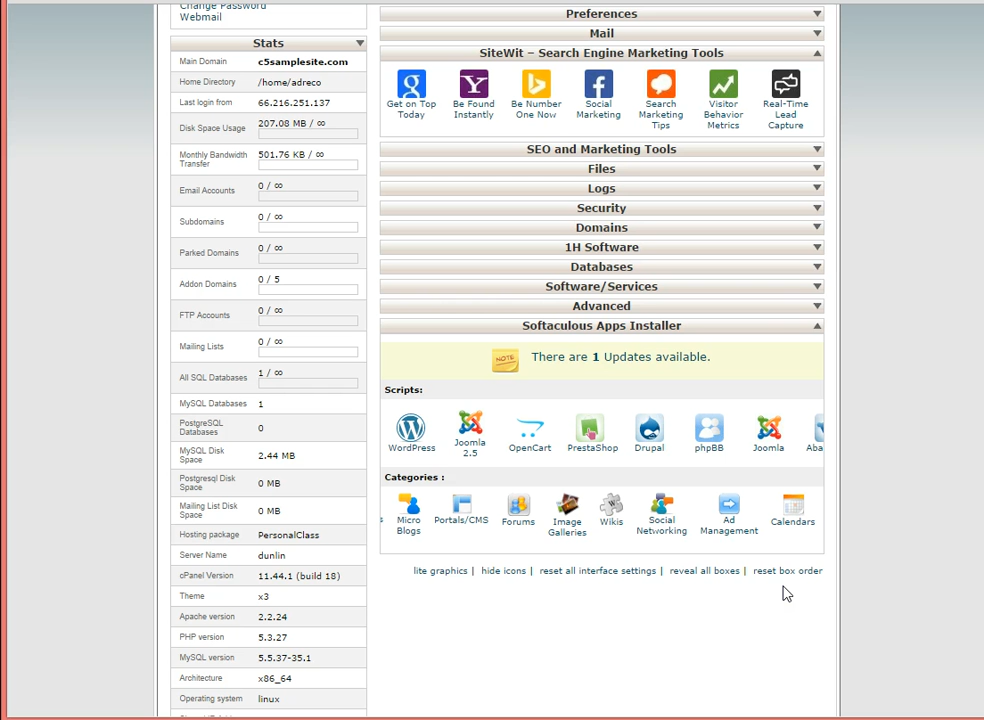 Change Password
Webmail
Stats
Main Domain c5samplesite.com
Home Directory /home/adreco
Last login from 66.216.251.137
Disk Space Usage 207.08 MB / ∞
Monthly Bandwidth Transfer 501.76 KB / ∞
Email Accounts 0 / ∞
Subdomains 0 / ∞
Parked Domains 0 / ∞
Addon Domains 0 / 5
FTP Accounts 0 / ∞
Mailing Lists 0 / ∞
All SQL Databases 1 / ∞
MySQL Databases 1
PostgreSQL Databases 0
MySQL Disk Space 2.44 MB
Postgresql Disk Space 0 MB
Mailing List Disk Space 0 MB
Hosting package PersonalClass
Server Name dunlin
cPanel Version 11.44.1 (build 18)
Theme x3
Apache version 2.2.24
PHP version 5.3.27
MySQL version 5.5.37-35.1
Architecture x86_64
Operating system linux
Preferences
Mail
SiteWit – Search Engine Marketing Tools
Get on Top Today
Be Found Instantly
Be Number One Now
Social Marketing
Search Marketing Tips
Visitor Behavior Metrics
Real-Time Lead Capture
SEO and Marketing Tools
Files
Logs
Security
Domains
1H Software
Databases
Software/Services
Advanced
Softaculous Apps Installer
NOTE There are 1 Updates available.
Scripts:
WordPress
Joomla 2.5
OpenCart
PrestaShop
Drupal
phpBB
Joomla
Aba
Categories :
s
Micro Blogs
Portals/CMS
Forums
Image Galleries
Wikis
Social Networking
Ad Management
Calendars
lite graphics | hide icons | reset all interface settings | reveal all boxes | reset box order